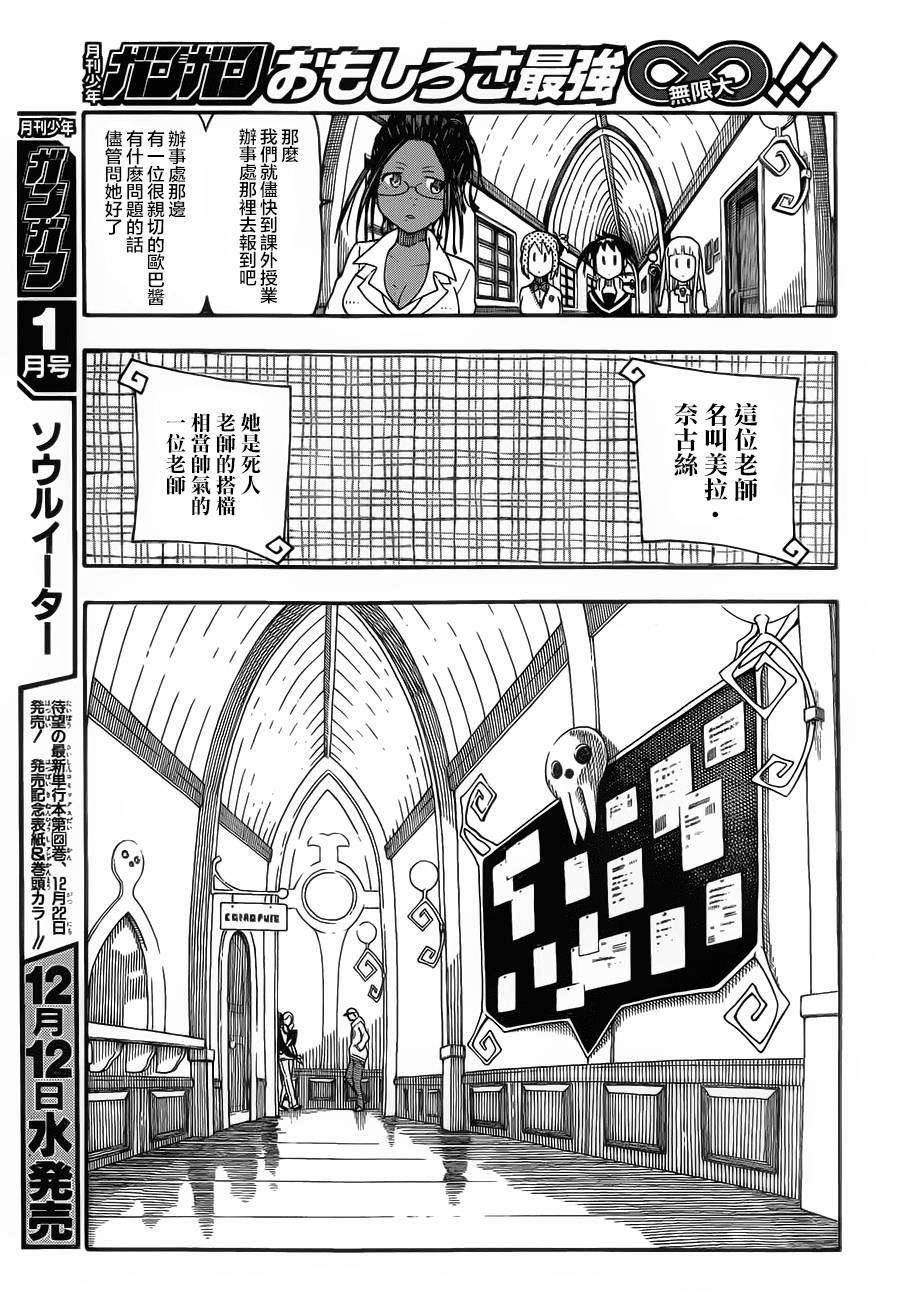 月刊少年
ガンガン
おもしろさ最強
無限大
!!
那麼
我們就儘快到課外授業
辦事處那裡去報到吧
辦事處那邊
有一位很親切的歐巴醬
有什麼問題的話
儘管問她好了
這位老師
名叫美拉・
奈古絲
她是死人
老師的搭檔
相當帥氣的
一位老師
月刊少年
ガンガン
1
月号
ソウルイーター
待望の最新単行本第㉔巻、12月22日
発売! 発売記念表紙&巻頭カラー!!
12月12日水発売